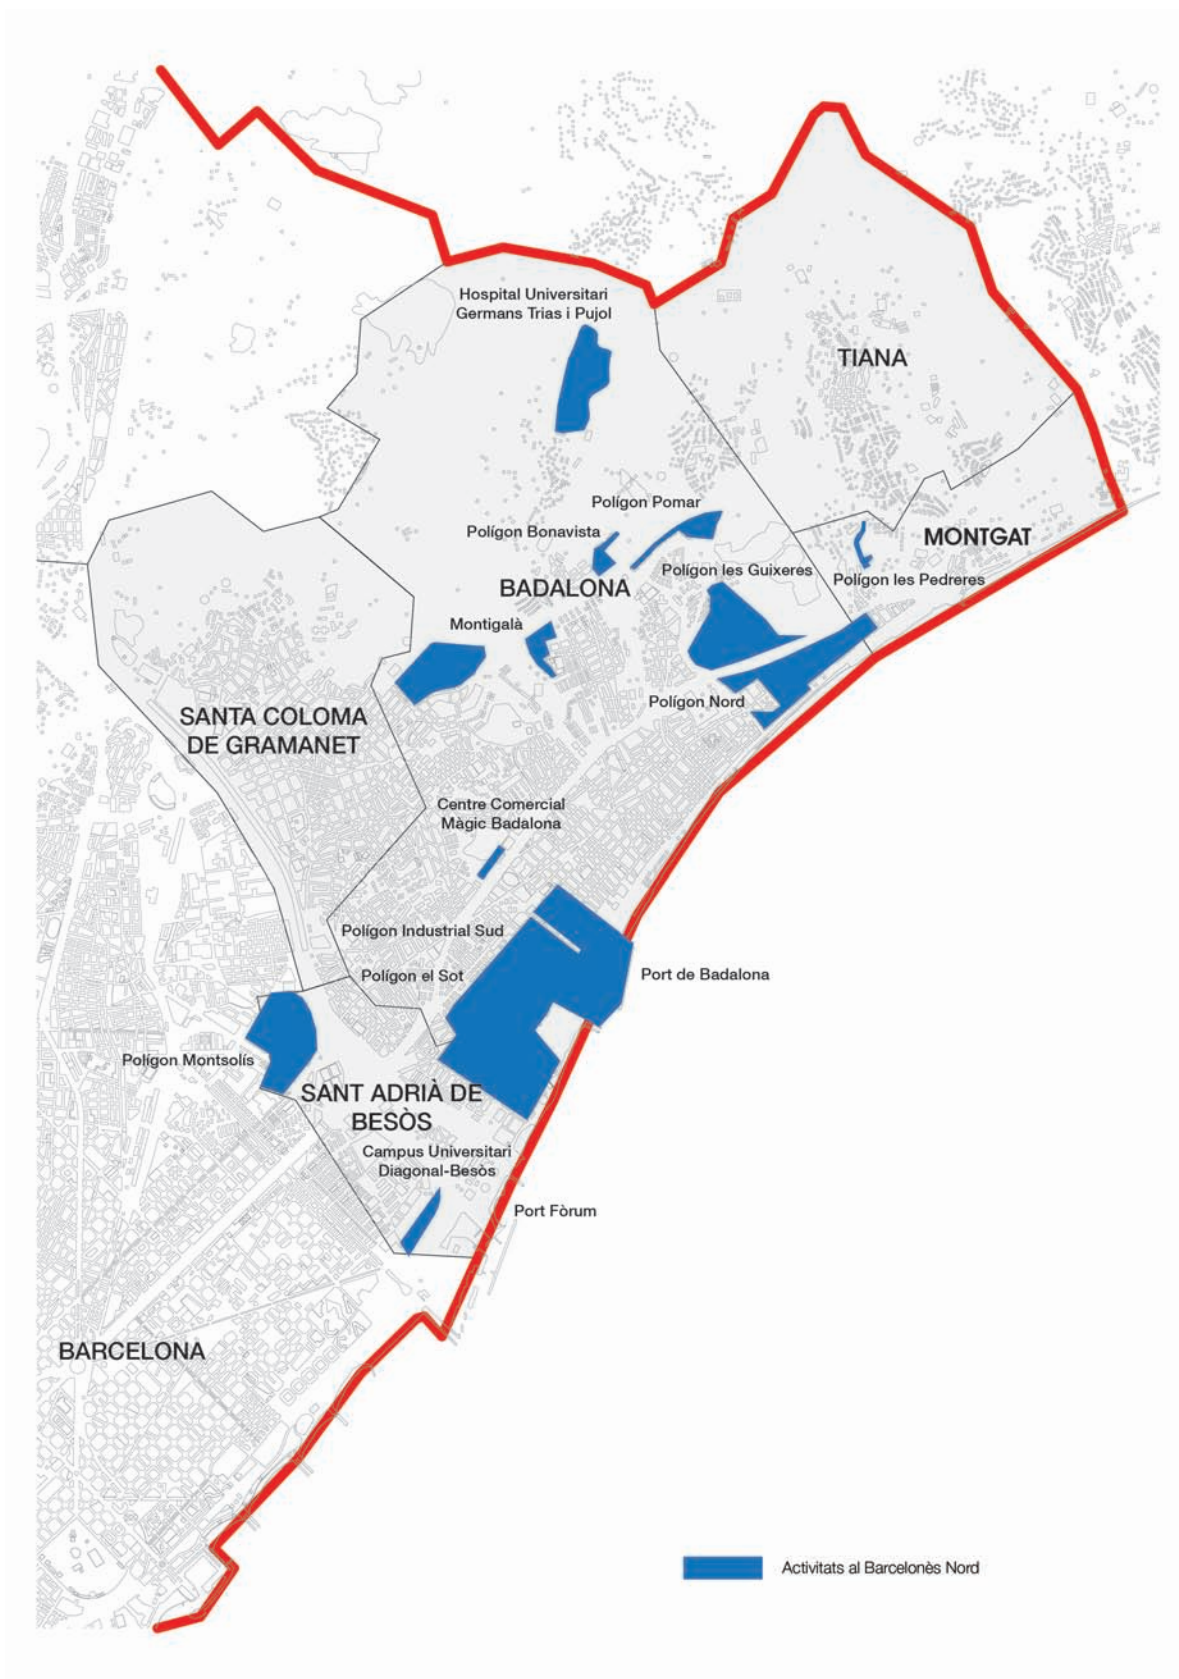 Hospital Universitari
Germans Trias i Pujol
TIANA
Polígon Pomar
Polígon Bonavista
MONTGAT
Polígon les Guixeres
Polígon les Pedreres
BADALONA
Montigalà
Polígon Nord
SANTA COLOMA
DE GRAMANET
Centre Comercial
Màgic Badalona
Polígon Industrial Sud
Polígon el Sot
Port de Badalona
Polígon Montsolís
SANT ADRIÀ DE
BESÒS
Campus Universitari
Diagonal-Besòs
Port Fòrum
BARCELONA
Activitats al Barcelonès Nord